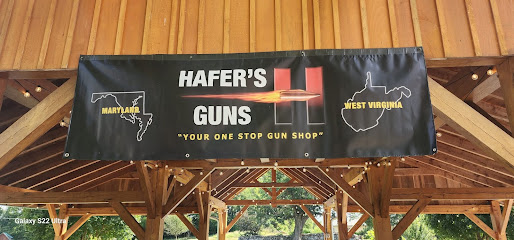 HAFER'S
GUNS
H
MARYLAND
WEST VIRGINIA
"YOUR ONE STOP GUN SHOP"
Galaxy S22 Ultra